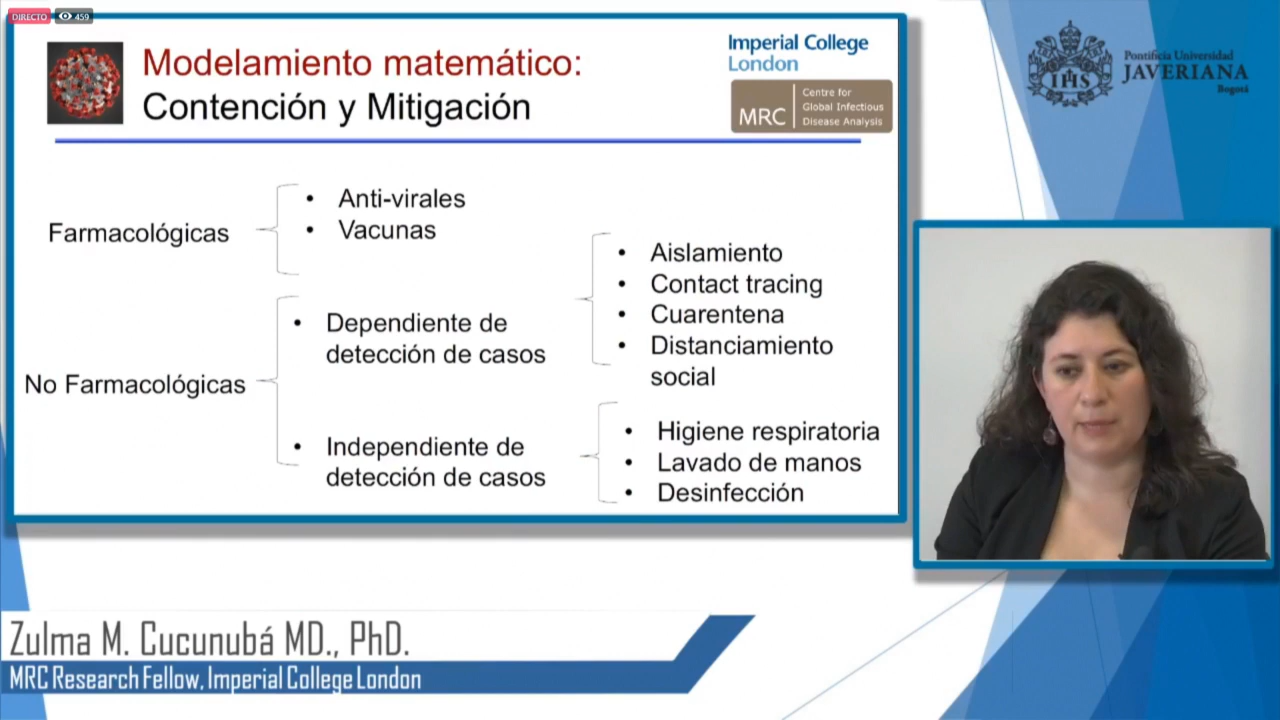 DIRECTO 459
Modelamiento matemático:
Contención y Mitigación
Imperial College
London
MRC
Centre for
Global Infectious
Disease Analysis
Pontificia Universidad
JAVERIANA
Bogotá
IHS
Farmacológicas
• Anti-virales
• Vacunas
No Farmacológicas
• Dependiente de
detección de casos
• Aislamiento
• Contact tracing
• Cuarentena
• Distanciamiento
social
• Independiente de
detección de casos
• Higiene respiratoria
• Lavado de manos
• Desinfección
Zulma M. Cucunubá MD., PhD.
MRC Research Fellow, Imperial College London